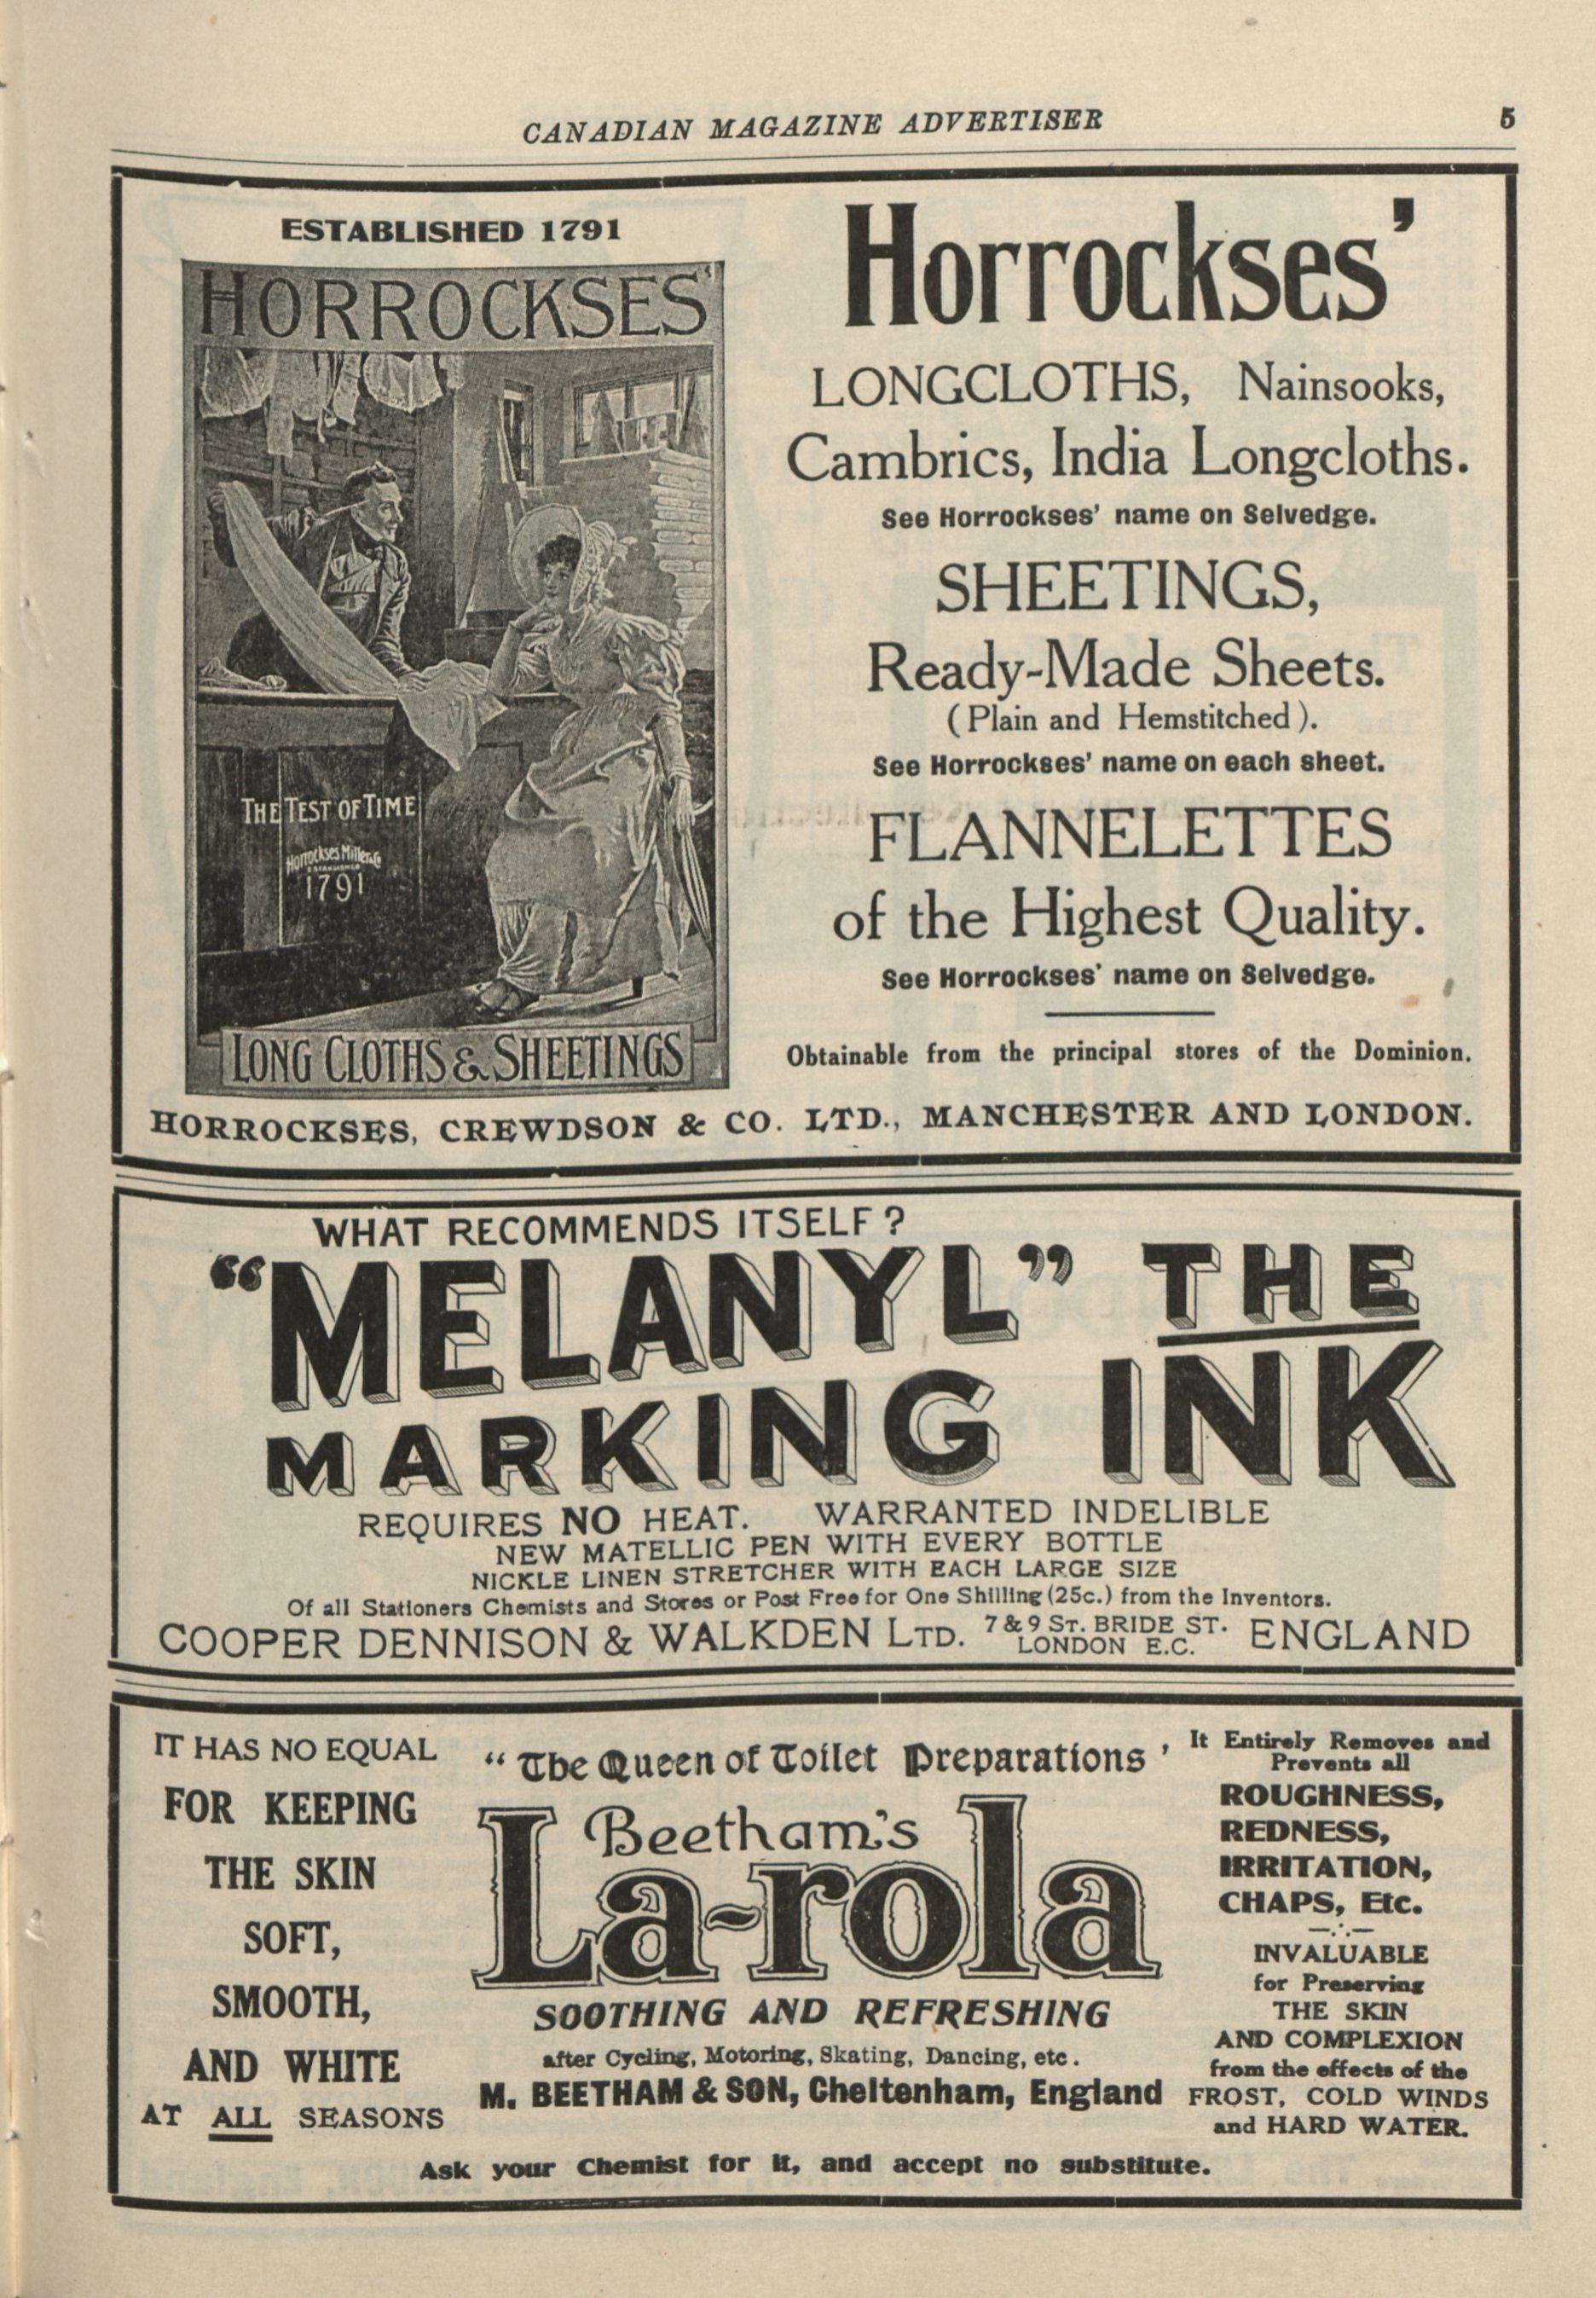 CANADIAN MAGAZINE ADVERTISER 5
ESTABLISHED 1791
HORROCKSES'
THE TEST OF TIME
Horrockses Miller & Co
ESTABLISHED
1791
LONG CLOTHS & SHEETINGS
Horrockses'
LONGCLOTHS, Nainsooks,
Cambrics, India Longcloths.
See Horrockses' name on Selvedge.
SHEETINGS,
Ready-Made Sheets.
(Plain and Hemstitched).
See Horrockses' name on each sheet.
FLANNELETTES
of the Highest Quality.
See Horrockses' name on Selvedge.
Obtainable from the principal stores of the Dominion.
HORROCKSES, CREWDSON & CO. LTD., MANCHESTER AND LONDON.
WHAT RECOMMENDS ITSELF?
"MELANYL" THE
MARKING INK
REQUIRES NO HEAT. WARRANTED INDELIBLE
NEW MATELLIC PEN WITH EVERY BOTTLE
NICKLE LINEN STRETCHER WITH EACH LARGE SIZE
Of all Stationers Chemists and Stores or Post Free for One Shilling (25c.) from the Inventors.
COOPER DENNISON & WALKDEN LTD. 7 & 9 ST. BRIDE ST. LONDON E.C. ENGLAND
IT HAS NO EQUAL
FOR KEEPING
THE SKIN
SOFT,
SMOOTH,
AND WHITE
AT ALL SEASONS
"The Queen of Toilet Preparations'
Beetham's
La-rola
SOOTHING AND REFRESHING
after Cycling, Motoring, Skating, Dancing, etc.
M. BEETHAM & SON, Cheltenham, England
It Entirely Removes and
Prevents all
ROUGHNESS,
REDNESS,
IRRITATION,
CHAPS, Etc.
INVALUABLE
for Preserving
THE SKIN
AND COMPLEXION
from the effects of the
FROST, COLD WINDS
and HARD WATER.
Ask your Chemist for it, and accept no substitute.